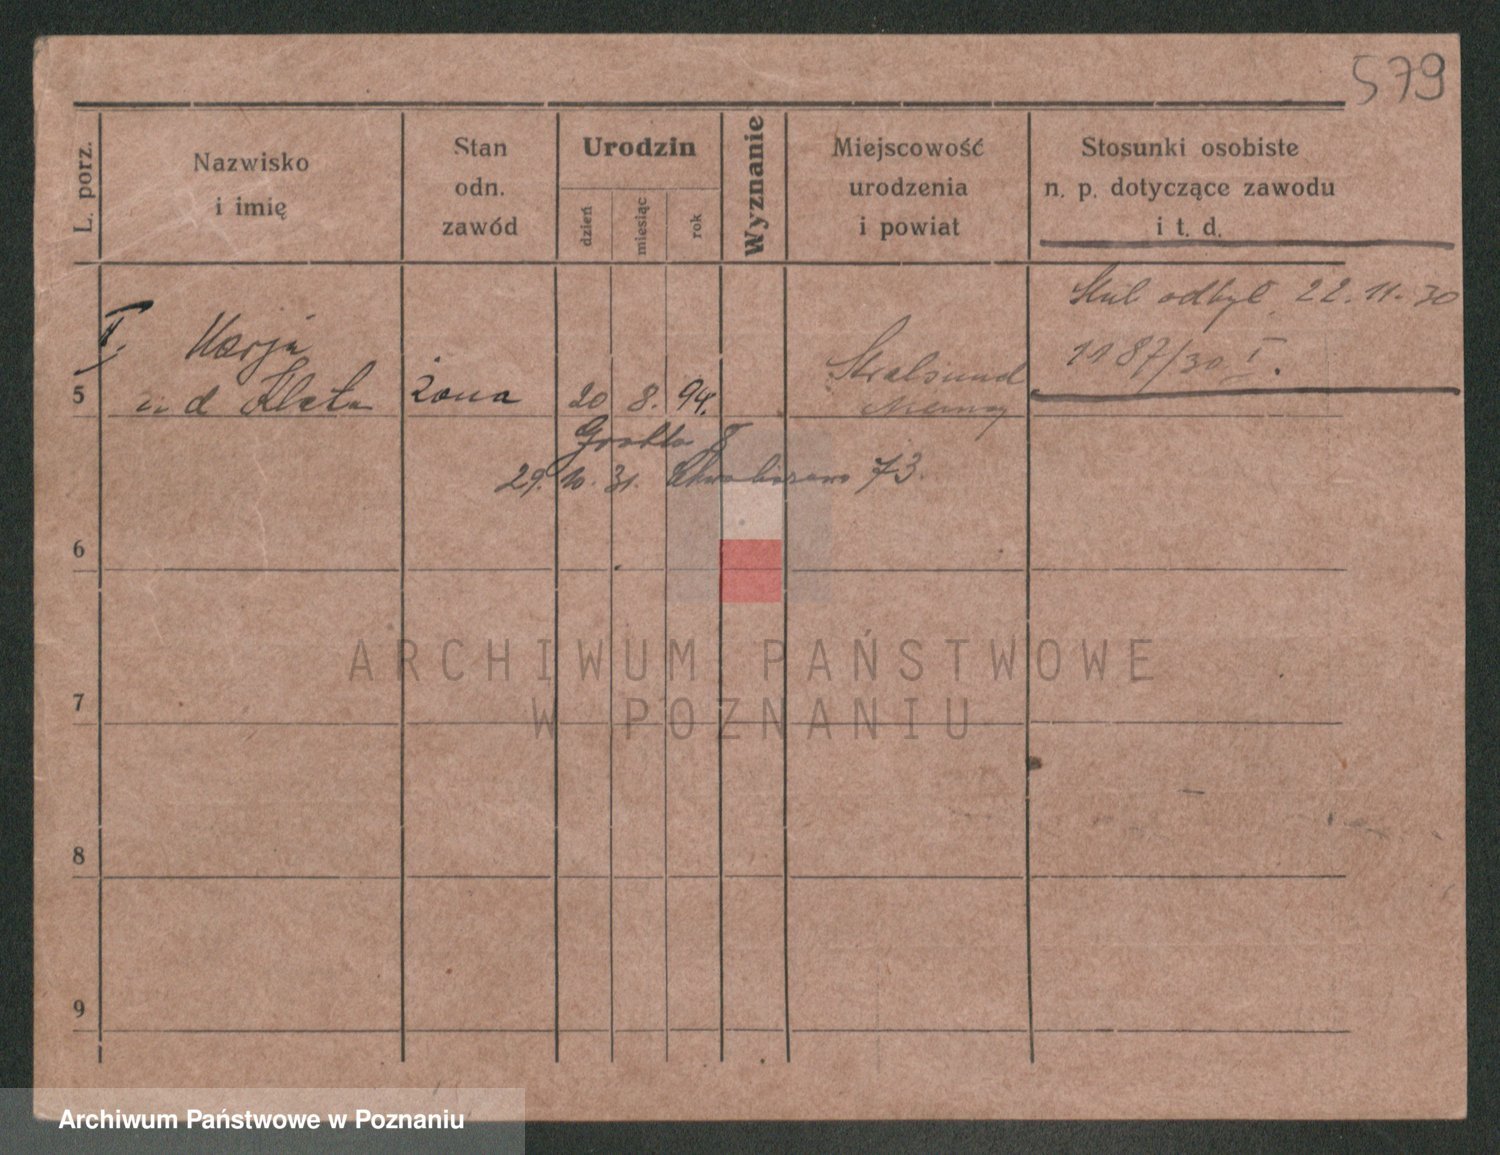 579
L. porz.
Nazwisko
i imię
Stan
odn.
zawód
Urodzin
dzień
miesiąc
rok
Wyznanie
Miejscowość
urodzenia
i powiat
Stosunki osobiste
n. p. dotyczące zawodu
i t. d.
22.11.30
I, Marja
1187/30 I.
5
żona 20 8. 94.
Stralsund
Niemcy
29. 10. 31. 73.
6
7
8
9
ARCHIWUM PAŃSTWOWE
W POZNANIU
Archiwum Państwowe w Poznaniu